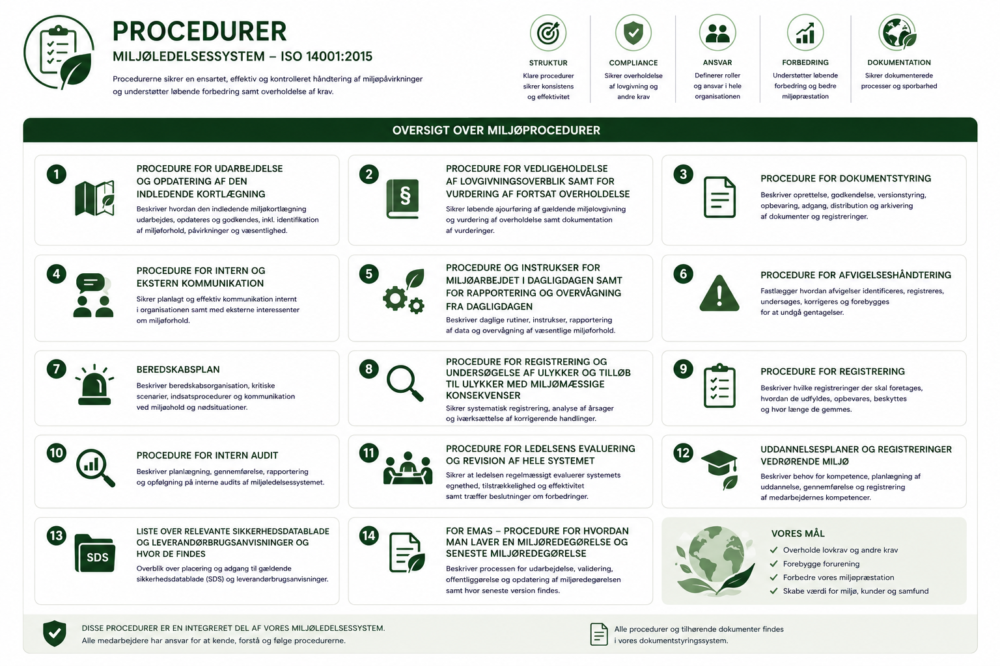 PROCEDURER
MILJØLEDELSESSYSTEM – ISO 14001:2015
Procedurerne sikrer en ensartet, effektiv og kontrolleret håndtering af miljøpåvirkninger
og understøtter løbende forbedring samt overholdelse af krav.
STRUKTUR
Klare procedurer
sikrer konsistens
og effektivitet
COMPLIANCE
Sikrer overholdelse
af lovgivning og
andre krav
ANSVAR
Definerer roller
og ansvar i hele
organisationen
FORBEDRING
Understøtter løbende
forbedring og bedre
miljøpræstation
DOKUMENTATION
Sikrer dokumenterede
processer og sporbarhed
OVERSIGT OVER MILJØPROCEDURER
1
PROCEDURE FOR UDARBEJDELSE
OG OPDATERING AF DEN
INDLEDENDE KORTLÆGNING
Beskriver hvordan den indledende miljøkortlægning
udarbejdes, opdateres og godkendes, inkl. identifikation
af miljøforhold, påvirkninger og væsentlighed.
2
§
PROCEDURE FOR VEDLIGEHOLDELSE
AF LOVGIVNINGSOVERBLIK SAMT FOR
VURDERING AF FORTSAT OVERHOLDELSE
Sikrer løbende ajourføring af gældende miljølovgivning
og vurdering af overholdelse samt dokumentation
af vurderinger.
3
PROCEDURE FOR DOKUMENTSTYRING
Beskriver oprettelse, godkendelse, versionstyring,
opbevaring, adgang, distribution og arkivering
af dokumenter og registreringer.
4
PROCEDURE FOR INTERN OG
EKSTERN KOMMUNIKATION
Sikrer planlagt og effektiv kommunikation internt
i organisationen samt med eksterne interessenter
om miljøforhold.
5
PROCEDURE OG INSTRUKSER FOR
MILJØARBEJDET I DAGLIGDAGEN SAMT
FOR RAPPORTERING OG OVERVÅGNING
FRA DAGLIGDAGEN
Beskriver daglige rutiner, instrukser, rapportering
af data og overvågning af væsentlige miljøforhold.
6
PROCEDURE FOR AFVIGELSESHÅNDTERING
Fastlægger hvordan afvigelser identificeres, registreres,
undersøges, korrigeres og forebygges
for at undgå gentagelser.
7
BEREDSKABSPLAN
Beskriver beredskabsorganisation, kritiske
scenarier, indsatsprocedurer og kommunikation
ved miljøohold og nødsituationer.
8
PROCEDURE FOR REGISTRERING OG
UNDERSØGELSE AF ULYKKER OG TILLØB
TIL ULYKKER MED MILJØMÆSSIGE
KONSEKVENSER
Sikrer systematisk registrering, analyse af årsager
og iværksættelse af korrigerende handlinger.
9
PROCEDURE FOR REGISTRERING
Beskriver hvilke registreringer der skal foretages,
hvordan de udfyldes, opbevares, beskyttes
og hvor længe de gemmes.
10
PROCEDURE FOR INTERN AUDIT
Beskriver planlægning, gennemførelse, rapportering
og opfølgning på interne audits af miljøledelsessystemet.
11
PROCEDURE FOR LEDELSENS EVALUERING
OG REVISION AF HELE SYSTEMET
Sikrer at ledelsen regelmæssigt evaluerer systemets
egnethed, tilstrækkelighed og effektivitet
samt træffer beslutninger om forbedringer.
12
UDDANNELSESPLANER OG REGISTRERINGER
VEDRØRENDE MILJØ
Beskriver behov for kompetence, planlægning af
uddannelse, gennemførelse og registrering
af medarbejdernes kompetencer.
13
SDS
LISTE OVER RELEVANTE SIKKERHEDSDATABLADE
OG LEVERANDØRBRUGSANVISNINGER OG
HVOR DE FINDES
Overblik over placering og adgang til gældende
sikkerhedsdatablade (SDS) og leverandørbrugsanvisninger.
14
FOR EMAS – PROCEDURE FOR HVORDAN
MAN LAVER EN MILJØREDEGØRELSE OG
SENESTE MILJØREDEGØRELSE
Beskriver processen for udarbejdelse, validering,
offentliggørelse og opdatering af miljøredegørelsen
samt hvor seneste version findes.
VORES MÅL
Overholde lovkrav og andre krav
Forebygge forurening
Forbedre vores miljøpræstation
Skabe værdi for miljø, kunder og samfund
DISSE PROCEDURER ER EN INTEGRERET DEL AF VORES MILJØLEDELSESSYSTEM.
Alle medarbejdere har ansvar for at kende, forstå og følge procedurerne.
Alle procedurer og tilhørende dokumenter findes
i vores dokumentstyringssystem.